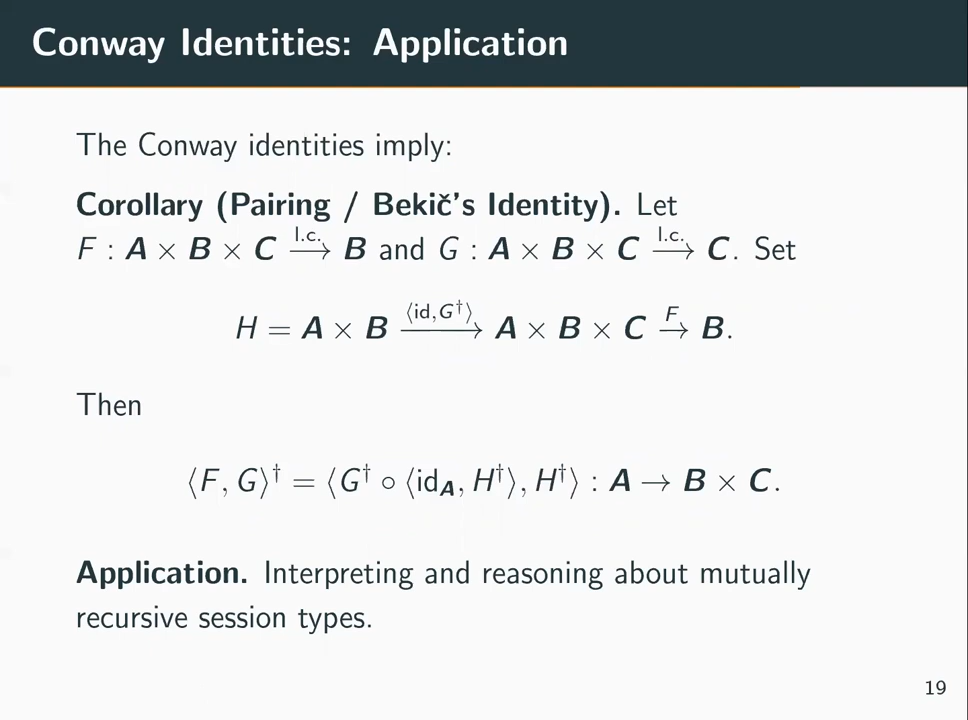 Conway Identities: Application
The Conway identities imply:
Corollary (Pairing / Bekič's Identity). Let
F : A × B × C —l.c.→ B and G : A × B × C —l.c.→ C. Set
H = A × B —⟨id, G†⟩→ A × B × C —F→ B.
Then
⟨F, G⟩† = ⟨G† ∘ ⟨id_A, H†⟩, H†⟩ : A → B × C.
Application. Interpreting and reasoning about mutually
recursive session types.
19